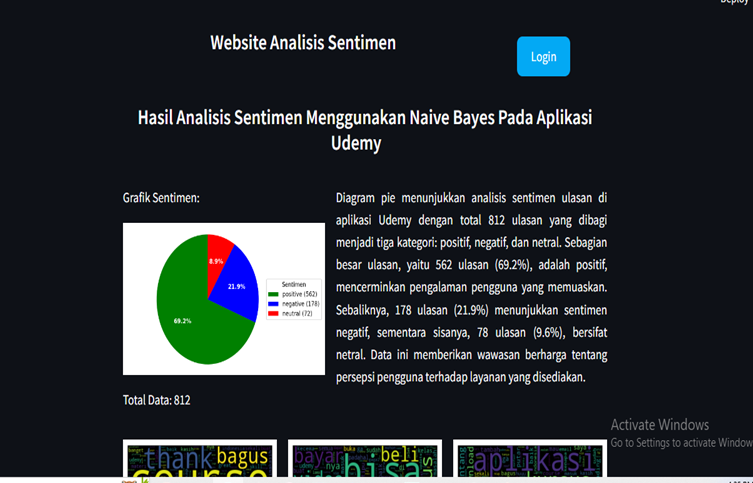 Deploy
Website Analisis Sentimen
Login
Hasil Analisis Sentimen Menggunakan Naive Bayes Pada Aplikasi
Udemy
Grafik Sentimen:
8.9%
21.9%
69.2%
Sentimen
positive (562)
negative (178)
neutral (72)
Total Data: 812
Diagram pie menunjukkan analisis sentimen ulasan di
aplikasi Udemy dengan total 812 ulasan yang dibagi
menjadi tiga kategori: positif, negatif, dan netral. Sebagian
besar ulasan, yaitu 562 ulasan (69.2%), adalah positif,
mencerminkan pengalaman pengguna yang memuaskan.
Sebaliknya, 178 ulasan (21.9%) menunjukkan sentimen
negatif, sementara sisanya, 78 ulasan (9.6%), bersifat
netral. Data ini memberikan wawasan berharga tentang
persepsi pengguna terhadap layanan yang disediakan.
Activate Windows
Go to Settings to activate Window
thank bagus
course
bayar buka beli
bisa
aplikasi